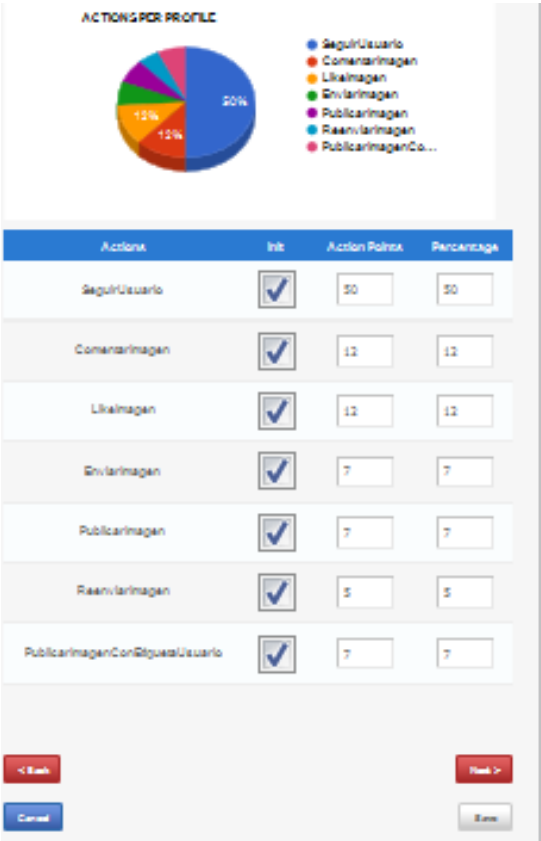 ACTIONS PER PROFILE
SeguirUsuario
ComentarImagen
LikeImagen
EnviarImagen
PublicarImagen
ReenviarImagen
PublicarImagenCo...
50%
12%
12%
Actions Init Action Points Percentage
SeguirUsuario 50 50
ComentarImagen 12 12
LikeImagen 12 12
EnviarImagen 7 7
PublicarImagen 7 7
ReenviarImagen 5 5
PublicarImagenConEtiquetaUsuario 7 7
< Back Next >
Cancel Save